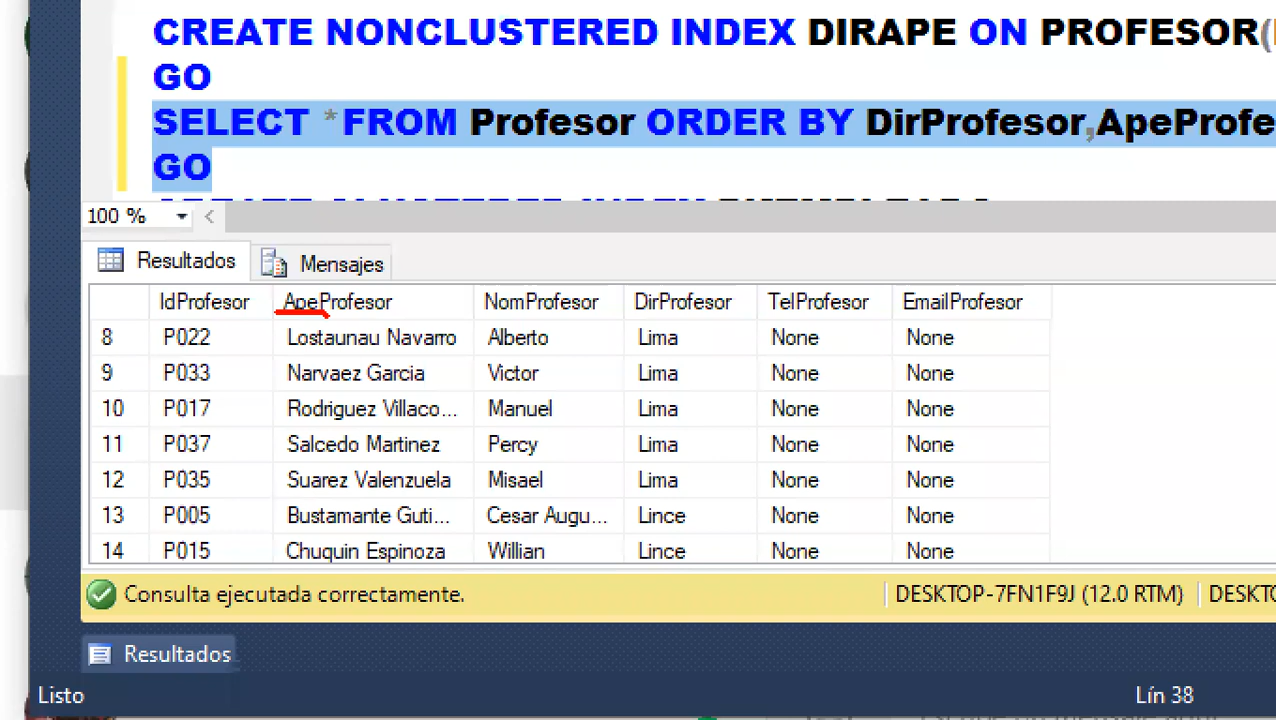 CREATE NONCLUSTERED INDEX DIRAPE ON PROFESOR(
GO
SELECT *FROM Profesor ORDER BY DirProfesor,ApeProfe
GO
100 %
Resultados Mensajes
IdProfesor ApeProfesor NomProfesor DirProfesor TelProfesor EmailProfesor
8 P022 Lostaunau Navarro Alberto Lima None None
9 P033 Narvaez Garcia Victor Lima None None
10 P017 Rodriguez Villaco... Manuel Lima None None
11 P037 Salcedo Martinez Percy Lima None None
12 P035 Suarez Valenzuela Misael Lima None None
13 P005 Bustamante Guti... Cesar Augu... Lince None None
14 P015 Chuquin Espinoza Willian Lince None None
Consulta ejecutada correctamente. DESKTOP-7FN1F9J (12.0 RTM) DESKTO
Resultados
Listo Lín 38